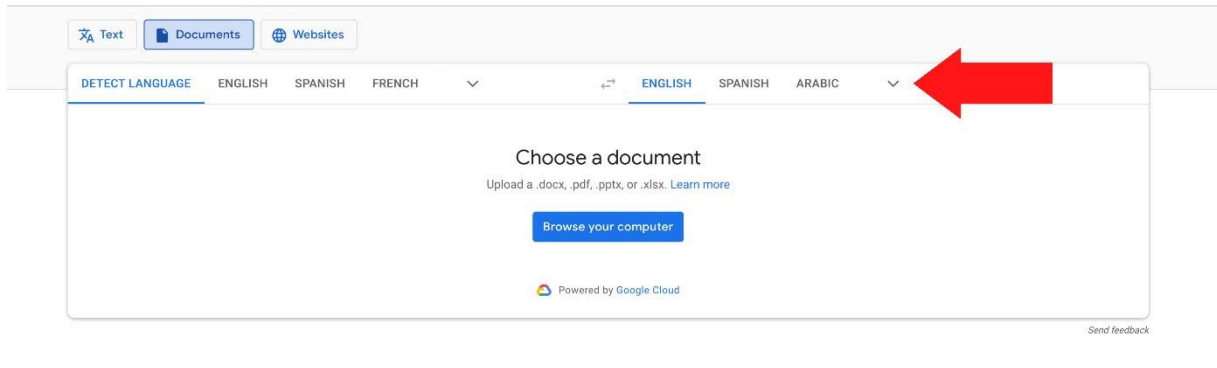 Text Documents Websites
DETECT LANGUAGE ENGLISH SPANISH FRENCH ENGLISH SPANISH ARABIC
Choose a document
Upload a .docx, .pdf, .pptx, or .xlsx. Learn more
Browse your computer
Powered by Google Cloud
Send feedback